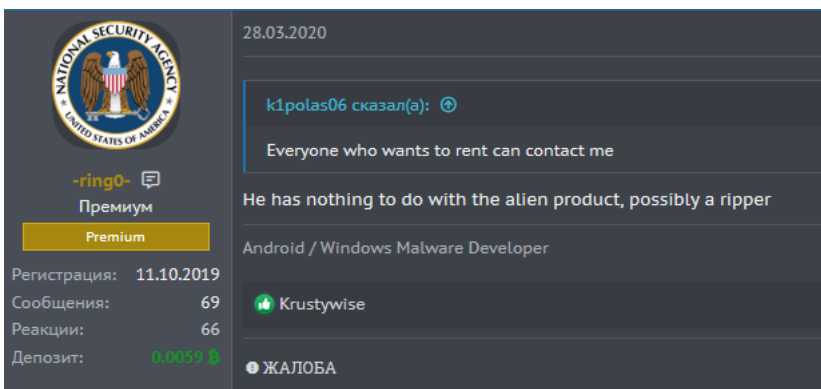 NATIONAL SECURITY AGENCY
UNITED STATES OF AMERICA
-ring0-
Премиум
Premium
Регистрация: 11.10.2019
Сообщения: 69
Реакции: 66
Депозит: 0.0059 ₿
28.03.2020
k1polas06 сказал(а):
Everyone who wants to rent can contact me
He has nothing to do with the alien product, possibly a ripper
Android / Windows Malware Developer
Krustywise
ЖАЛОБА